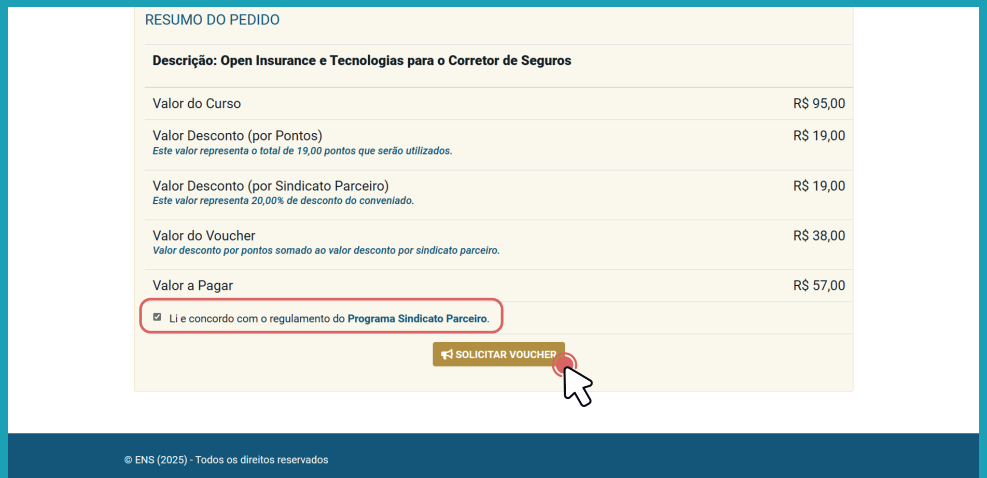 RESUMO DO PEDIDO
Descrição: Open Insurance e Tecnologias para o Corretor de Seguros
Valor do Curso R$ 95,00
Valor Desconto (por Pontos) R$ 19,00
Este valor representa o total de 19,00 pontos que serão utilizados.
Valor Desconto (por Sindicato Parceiro) R$ 19,00
Este valor representa 20,00% de desconto do conveniado.
Valor do Voucher R$ 38,00
Valor desconto por pontos somado ao valor desconto por sindicato parceiro.
Valor a Pagar R$ 57,00
Li e concordo com o regulamento do Programa Sindicato Parceiro.
SOLICITAR VOUCHER
© ENS (2025) - Todos os direitos reservados